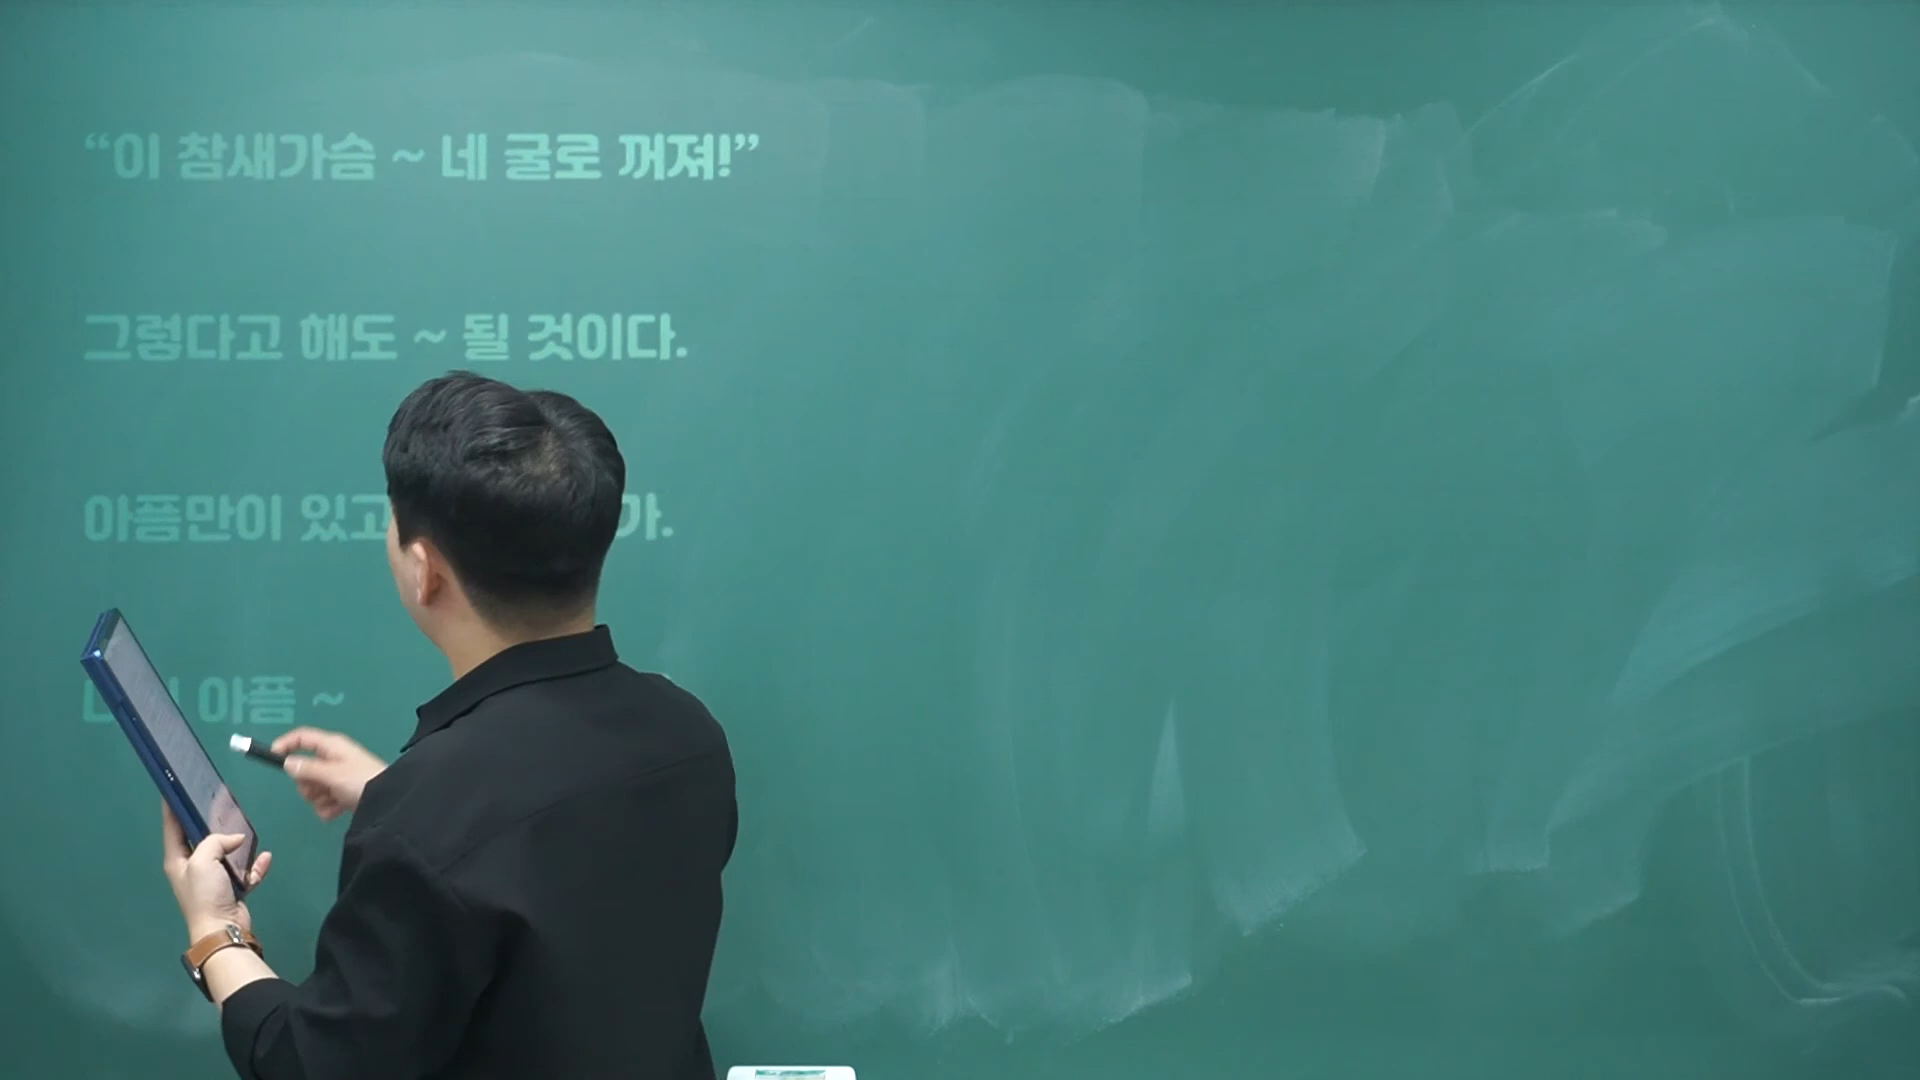 “이 참새가슴 ~ 네 굴로 꺼져!”
그렇다고 해도 ~ 될 것이다.
아픔만이 있고
아픔 ~